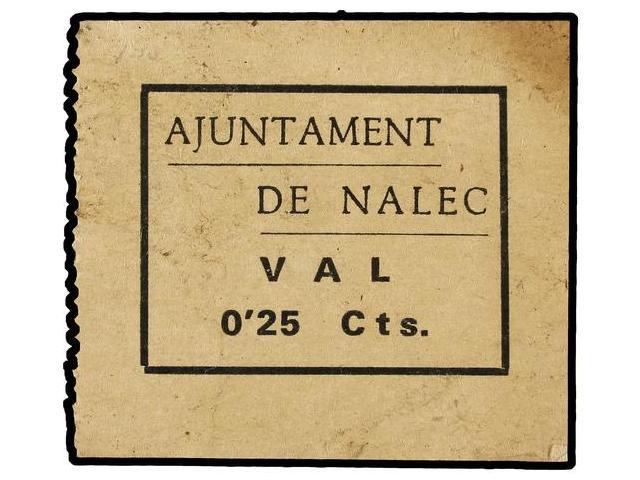 AJUNTAMENT
DE NALEC
VAL
0'25 Cts.